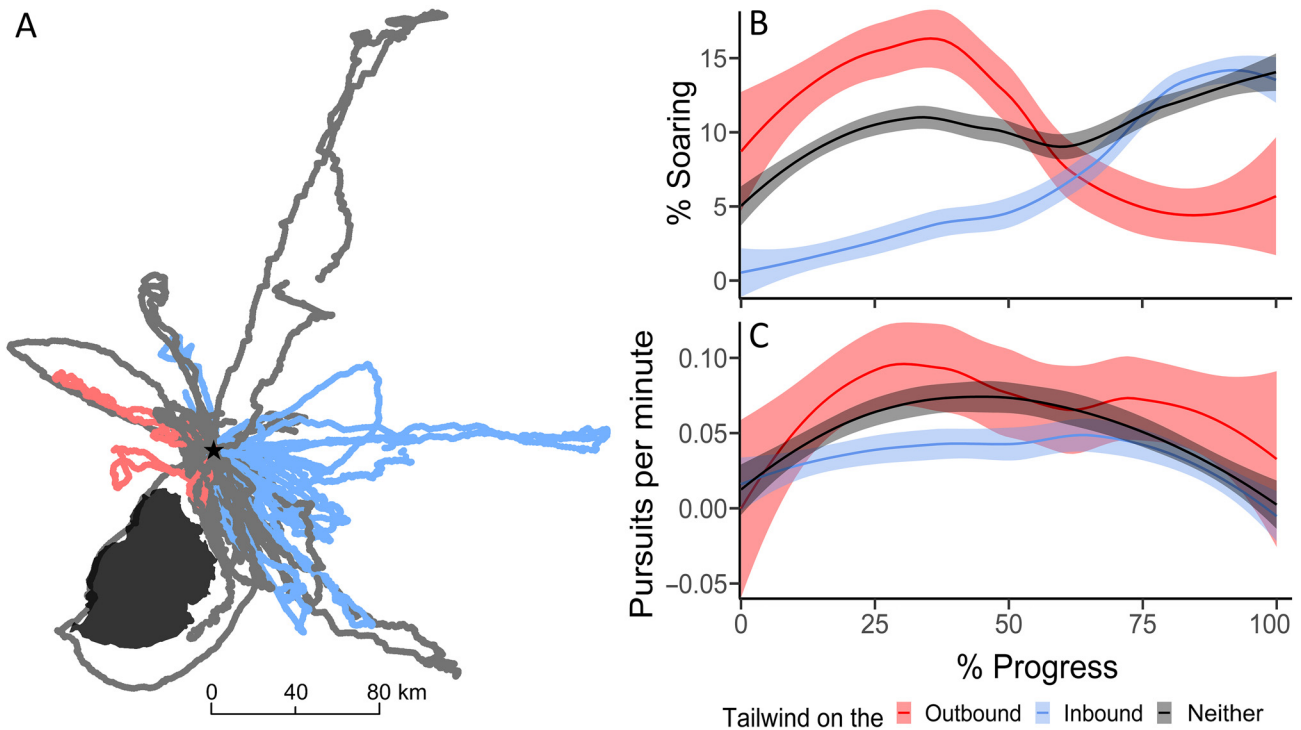 A
0 40 80 km
B
% Soaring
15
10
5
0
C
Pursuits per minute
0.10
0.05
0.00
−0.05
0 25 50 75 100
% Progress
Tailwind on the Outbound Inbound Neither